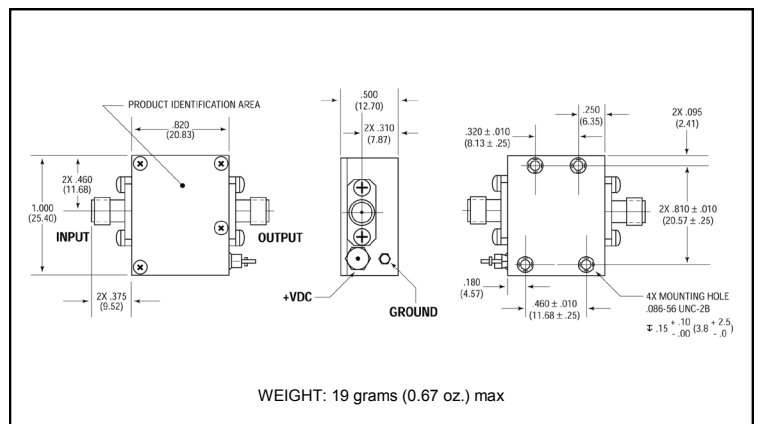 PRODUCT IDENTIFICATION AREA
.820
(20.83)
2X .460
(11.68)
1.000
(25.40)
INPUT
OUTPUT
2X .375
(9.52)
.500
(12.70)
2X .310
(7.87)
+VDC
GROUND
.250
(6.35)
2X .095
(2.41)
.320 ± .010
(8.13 ± .25)
2X .810 ± .010
(20.57 ± .25)
.180
(4.57)
.460 ± .010
(11.68 ± .25)
4X MOUNTING HOLE
.086-56 UNC-2B
↧ .15 + .10 - .00 (3.8 + 2.5 - .0)
WEIGHT: 19 grams (0.67 oz.) max